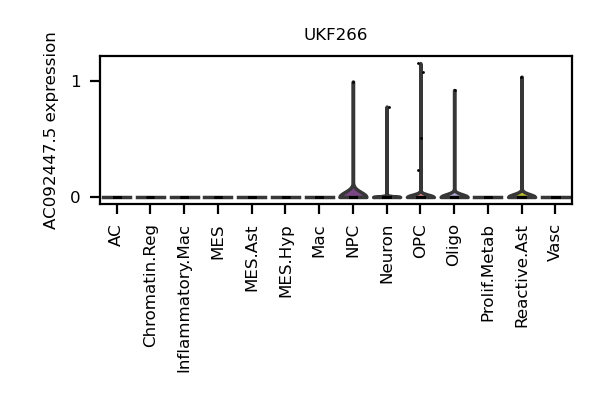 UKF266
AC092447.5 expression
1
0
AC
Chromatin.Reg
Inflammatory.Mac
MES
MES.Ast
MES.Hyp
Mac
NPC
Neuron
OPC
Oligo
Prolif.Metab
Reactive.Ast
Vasc